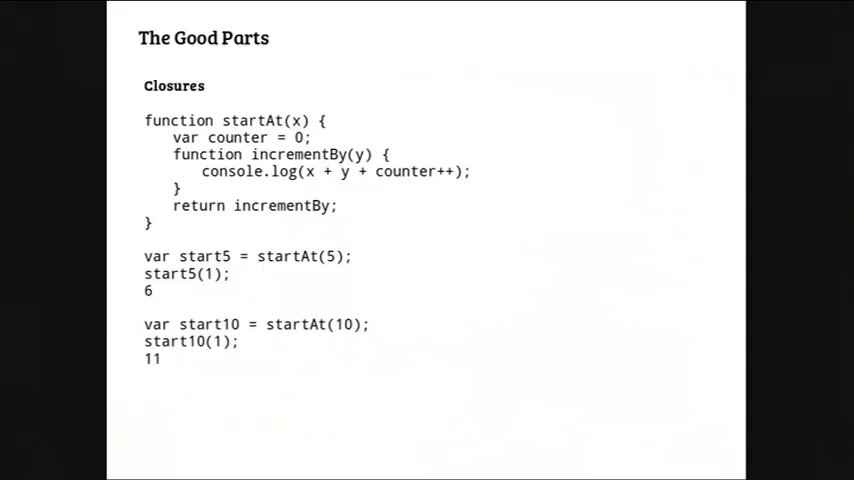 The Good Parts
Closures
function startAt(x) {
var counter = 0;
function incrementBy(y) {
console.log(x + y + counter++);
}
return incrementBy;
}
var start5 = startAt(5);
start5(1);
6
var start10 = startAt(10);
start10(1);
11